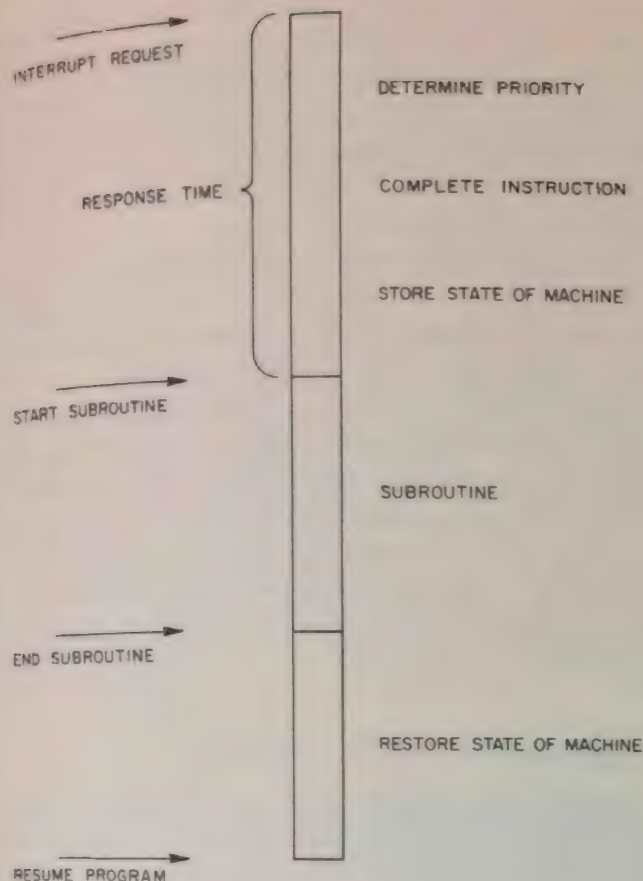 INTERRUPT REQUEST
DETERMINE PRIORITY
RESPONSE TIME
COMPLETE INSTRUCTION
STORE STATE OF MACHINE
START SUBROUTINE
SUBROUTINE
END SUBROUTINE
RESTORE STATE OF MACHINE
RESUME PROGRAM